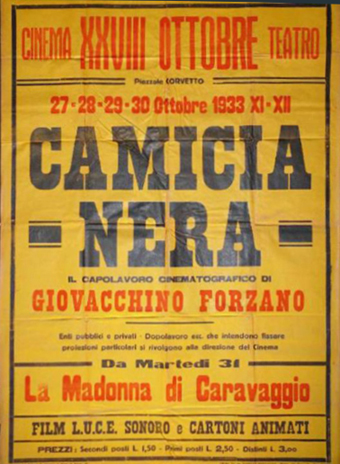 CINEMA XXVIII OTTOBRE TEATRO
Piazzale CORVETTO
27-28-29-30 Ottobre 1933 XI-XII
CAMICIA
NERA
IL CAPOLAVORO CINEMATOGRAFICO DI
GIOVACCHINO FORZANO
Enti pubblici e privati - Dopolavoro ecc. che intendono fissare
proiezioni particolari si rivolgano alla direzione del Cinema
Da Martedì 31
La Madonna di Caravaggio
FILM L.U.C.E. SONORO e CARTONI ANIMATI
PREZZI: Secondi posti L. 1,50 - Primi posti L. 2,50 - Distinti L. 3,00